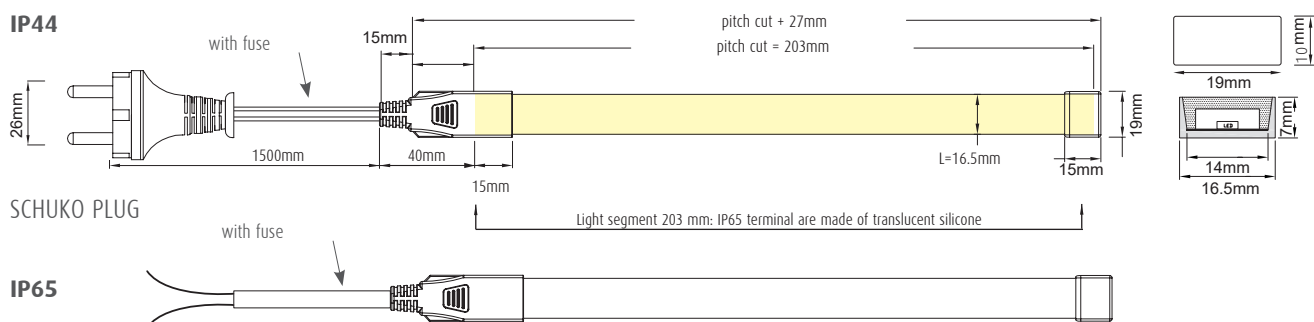 IP44
with fuse
15mm
pitch cut + 27mm
pitch cut = 203mm
26mm
1500mm
40mm
15mm
L=16.5mm
19mm
15mm
10mm
19mm
LED
7mm
14mm
16.5mm
SCHUKO PLUG
Light segment 203 mm: IP65 terminal are made of translucent silicone
with fuse
IP65